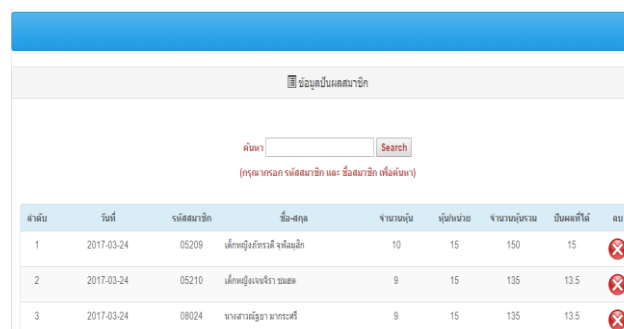 ข้อมูลปันผลสมาชิก
ค้นหา Search
(กรุณากรอก รหัสสมาชิก และ ชื่อสมาชิก เพื่อค้นหา)
ลำดับ วันที่ รหัสสมาชิก ชื่อ-สกุล จำนวนหุ้น หุ้น/หน่วย จำนวนหุ้นรวม ปันผลที่ได้ ลบ
1 2017-03-24 05209 เด็กหญิงภัทรวดี 10 15 150 15
2 2017-03-24 05210 เด็กหญิงเจนจิรา ชมยด 9 15 135 13.5
3 2017-03-24 08024 นางสาวณัฐยา มากระศรี 9 15 135 13.5